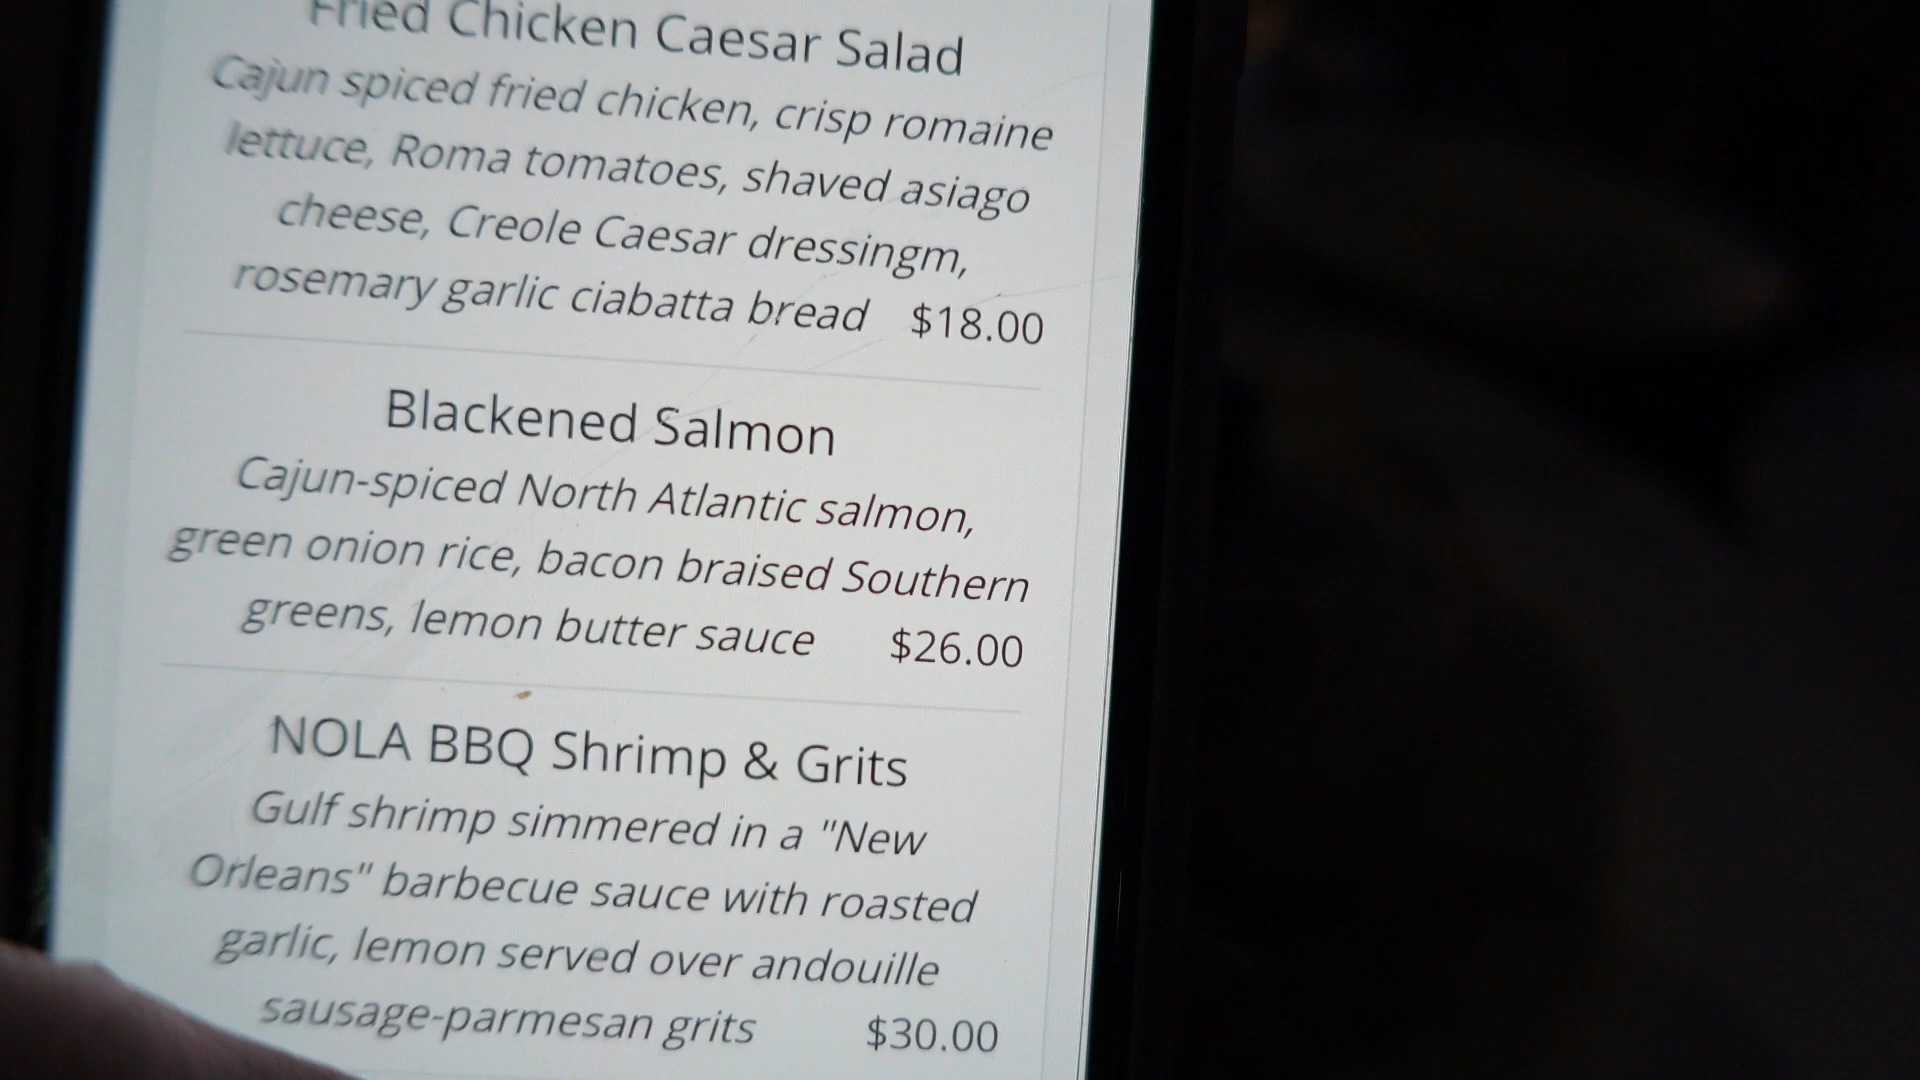 Fried Chicken Caesar Salad
Cajun spiced fried chicken, crisp romaine
lettuce, Roma tomatoes, shaved asiago
cheese, Creole Caesar dressingm,
rosemary garlic ciabatta bread $18.00
Blackened Salmon
Cajun-spiced North Atlantic salmon,
green onion rice, bacon braised Southern
greens, lemon butter sauce $26.00
NOLA BBQ Shrimp & Grits
Gulf shrimp simmered in a "New
Orleans" barbecue sauce with roasted
garlic, lemon served over andouille
sausage-parmesan grits $30.00